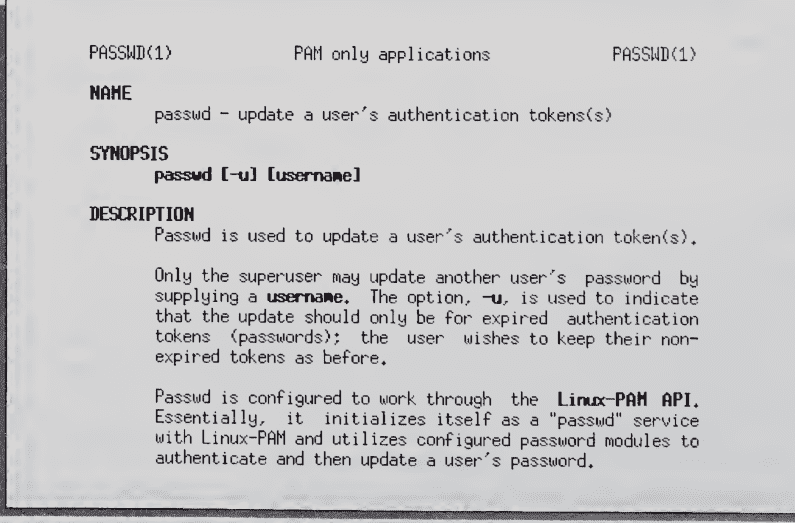 PASSWD(1) PAM only applications PASSWD(1)
NAME
passwd - update a user's authentication tokens(s)
SYNOPSIS
passwd [-u] [username]
DESCRIPTION
Passwd is used to update a user's authentication token(s).
Only the superuser may update another user's password by
supplying a username. The option, -u, is used to indicate
that the update should only be for expired authentication
tokens (passwords); the user wishes to keep their non-
expired tokens as before.
Passwd is configured to work through the Linux-PAM API.
Essentially, it initializes itself as a "passwd" service
with Linux-PAM and utilizes configured password modules to
authenticate and then update a user's password.